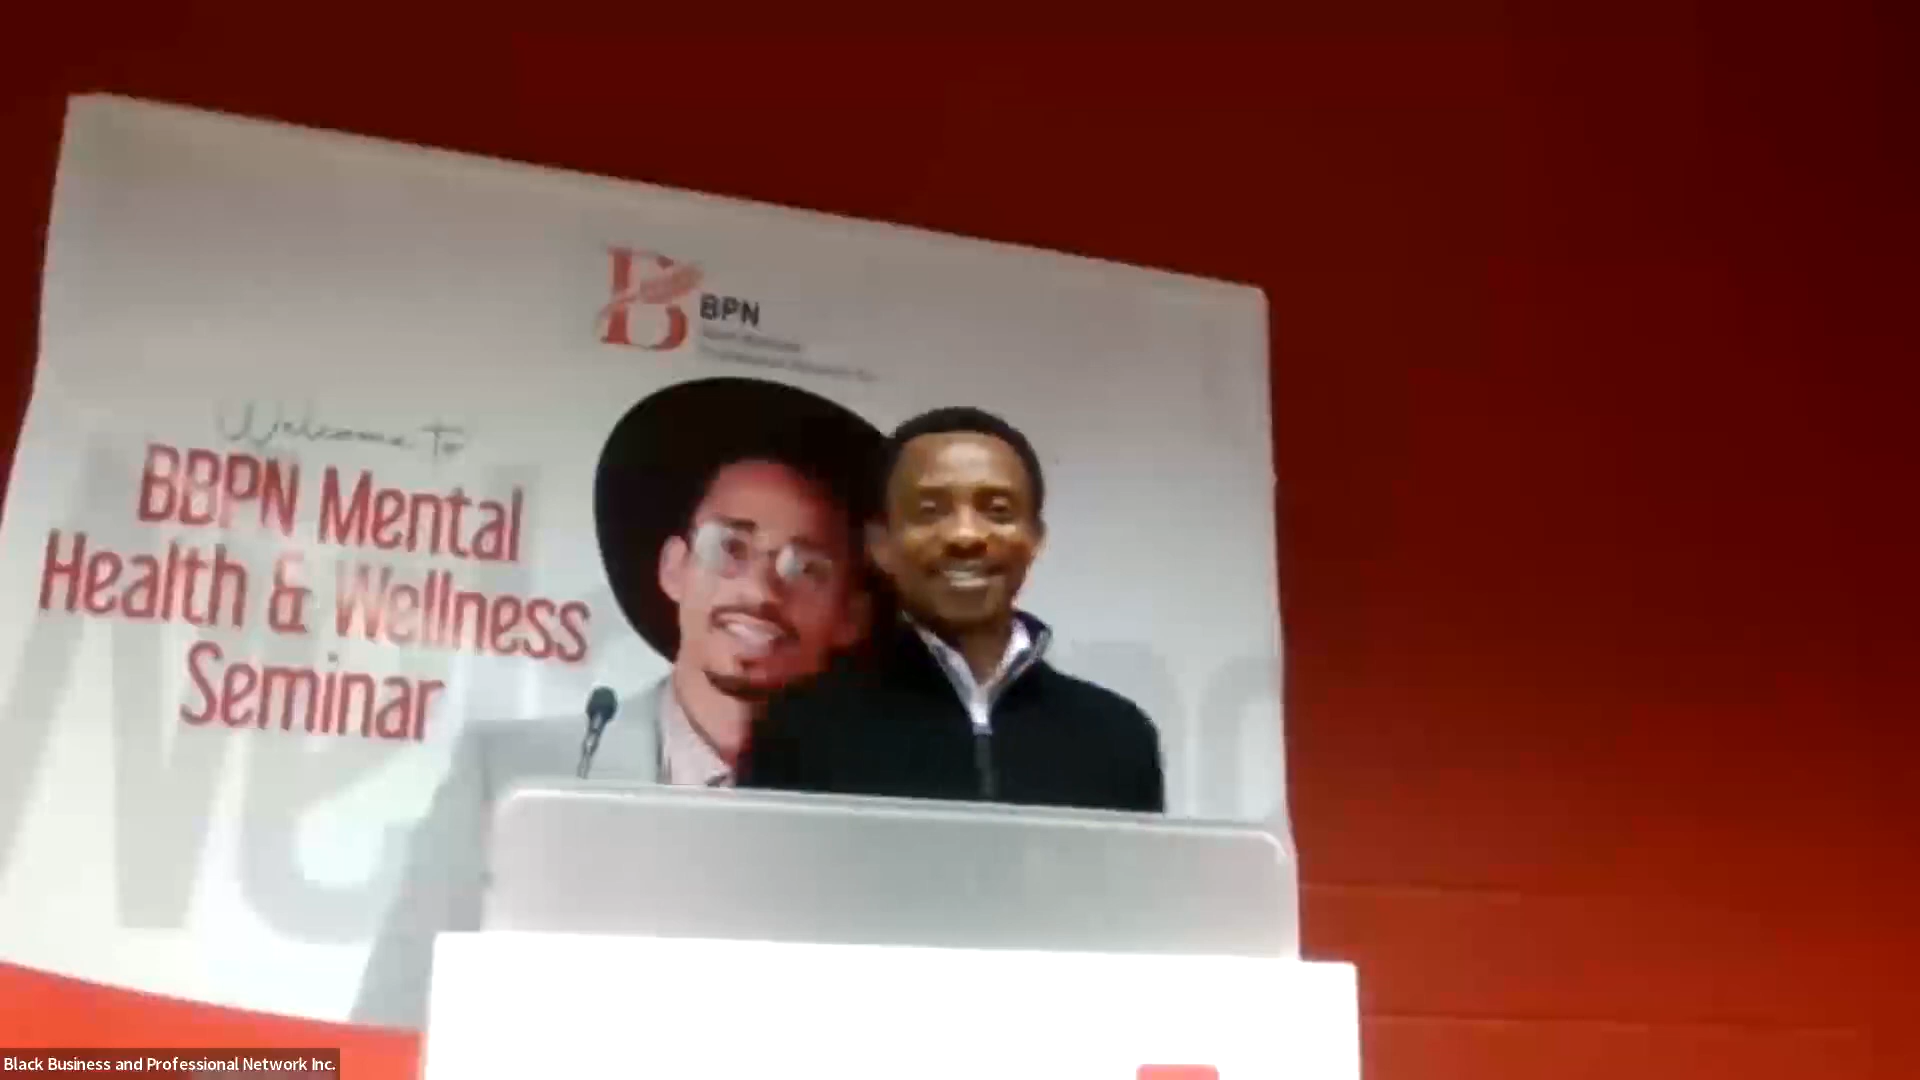 BPN
Welcome to
BBPN Mental
Health & Wellness
Seminar
Black Business and Professional Network Inc.